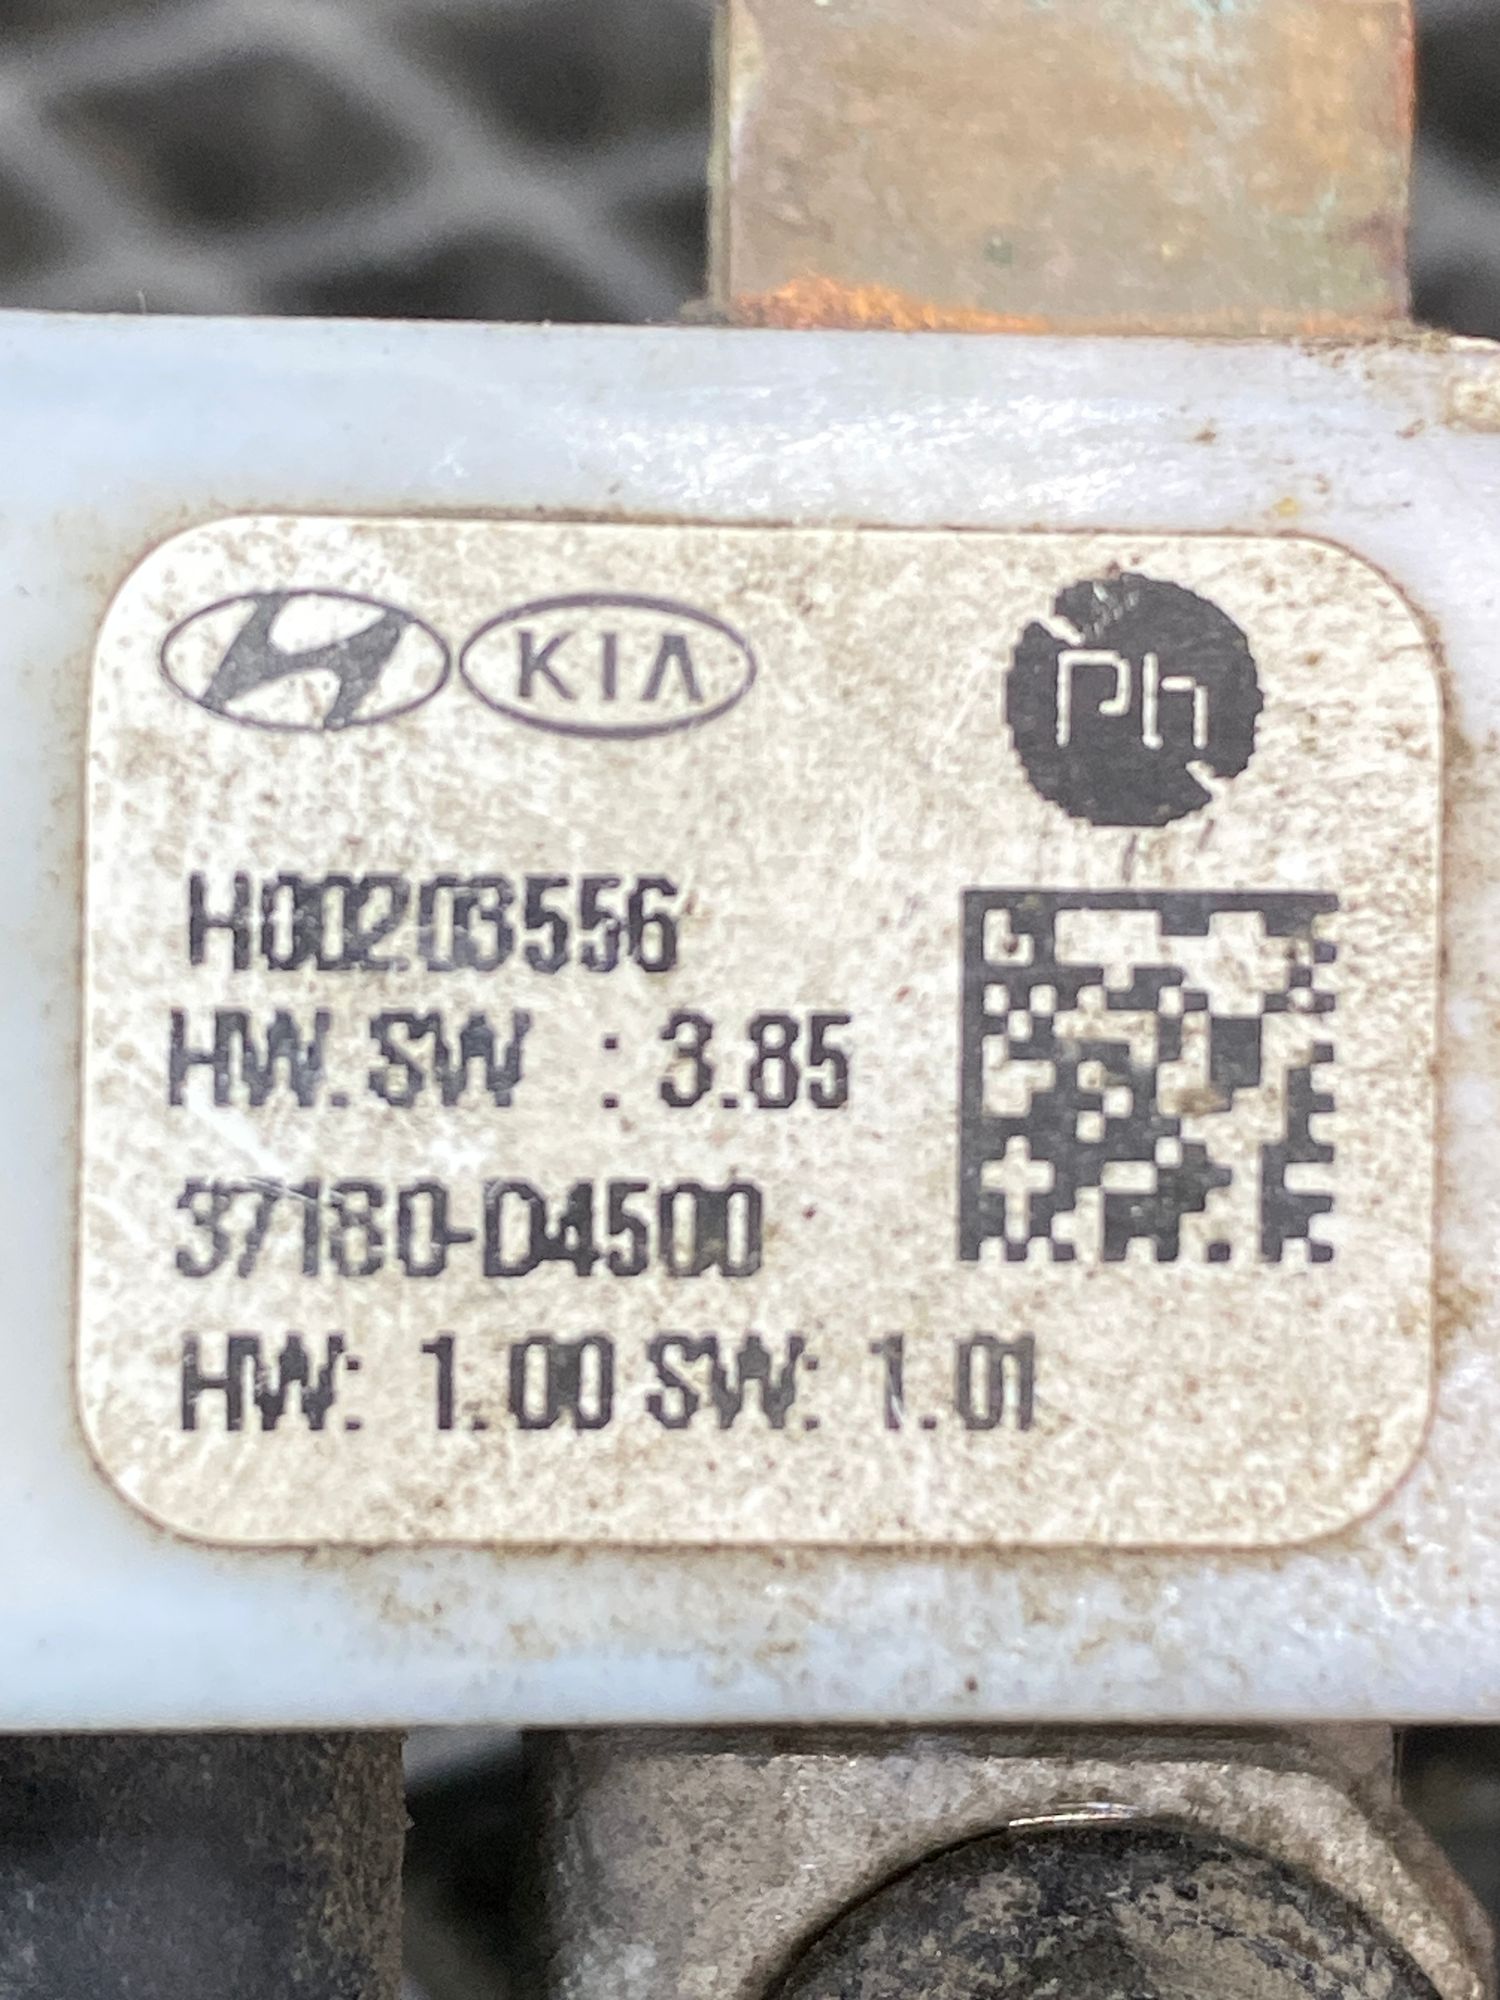 KIA Ph
H00203556
HW.SW : 3.85
37180-D4500
HW: 1.00 SW: 1.01